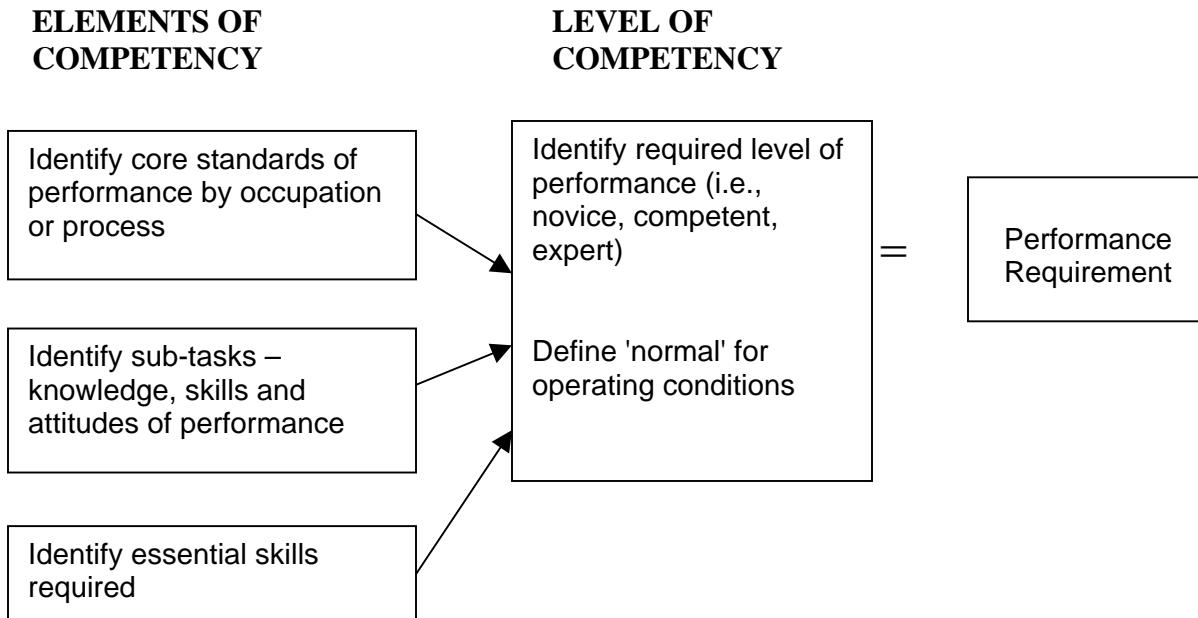 ELEMENTS OF
COMPETENCY
LEVEL OF
COMPETENCY
Identify core standards of
performance by occupation
or process
Identify sub-tasks –
knowledge, skills and
attitudes of performance
Identify essential skills
required
Identify required level of
performance (i.e.,
novice, competent,
expert)
Define 'normal' for
operating conditions
=
Performance
Requirement